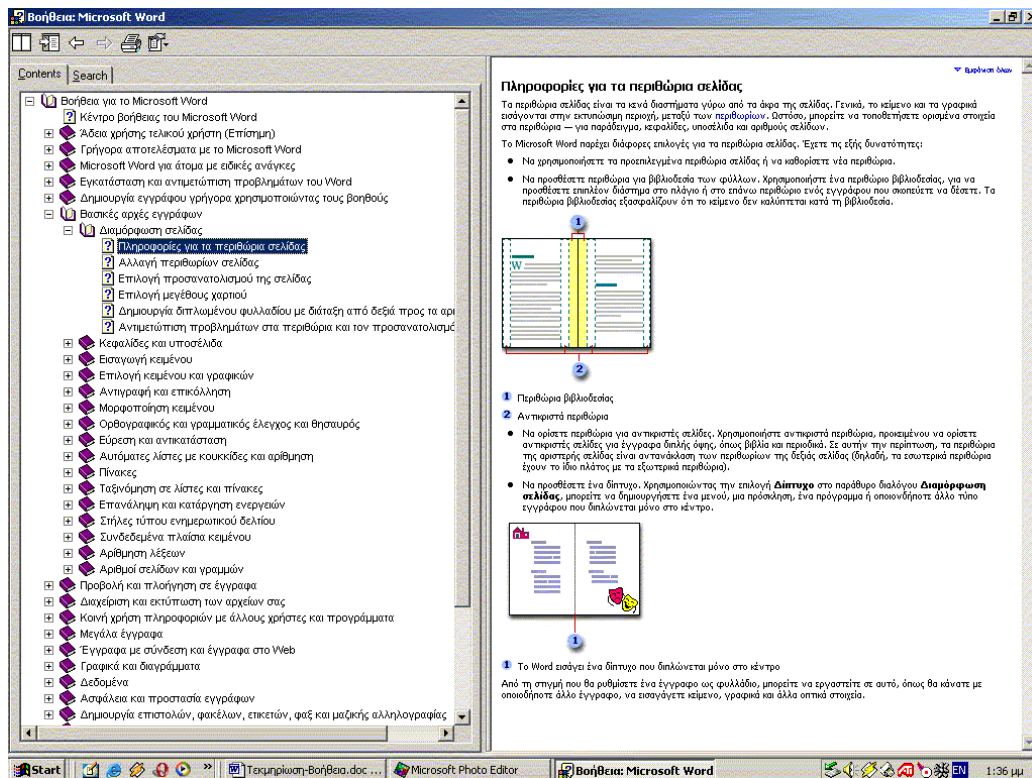 Βοήθεια: Microsoft Word
Contents
Search
Βοήθεια για το Microsoft Word
Κέντρο βοήθειας του Microsoft Word
Άδεια χρήσης τελικού χρήστη (Επίσημη)
Γρήγορα αποτελέσματα με το Microsoft Word
Microsoft Word για άτομα με ειδικές ανάγκες
Εγκατάσταση και αντιμετώπιση προβλημάτων του Word
Δημιουργία εγγράφου γρήγορα χρησιμοποιώντας τους βοηθούς
Βασικές αρχές εγγράφων
Διαμόρφωση σελίδας
Πληροφορίες για τα περιθώρια σελίδας
Αλλαγή περιθωρίων σελίδας
Επιλογή προσανατολισμού της σελίδας
Επιλογή μεγέθους χαρτιού
Δημιουργία διπλωμένου φυλλαδίου με διάταξη από δεξιά προς τα αρι
Αντιμετώπιση προβλημάτων στα περιθώρια και τον προσανατολισμό
Κεφαλίδες και υποσέλιδα
Εισαγωγή κειμένου
Επιλογή κειμένου και γραφικών
Αντιγραφή και επικόλληση
Μορφοποίηση κειμένου
Ορθογραφικός και γραμματικός έλεγχος και θησαυρός
Εύρεση και αντικατάσταση
Αυτόματες λίστες με κουκκίδες και αρίθμηση
Πίνακες
Ταξινόμηση σε λίστες και πίνακες
Επανάληψη και κατάργηση ενεργειών
Στήλες τύπου ενημερωτικού δελτίου
Συνδεδεμένα πλαίσια κειμένου
Αρίθμηση λέξεων
Αριθμοί σελίδων και γραμμών
Προβολή και πλοήγηση σε έγγραφα
Διαχείριση και εκτύπωση των αρχείων σας
Κοινή χρήση πληροφοριών με άλλους χρήστες και προγράμματα
Μεγάλα έγγραφα
Έγγραφα με σύνδεση και έγγραφα στο Web
Γραφικά και διαγράμματα
Δεδομένα
Ασφάλεια και προστασία εγγράφων
Δημιουργία επιστολών, φακέλων, ετικετών, φαξ και μαζικής αλληλογραφίας
Εμφάνιση όλων
Πληροφορίες για τα περιθώρια σελίδας
Τα περιθώρια σελίδας είναι τα κενά διαστήματα γύρω από τα άκρα της σελίδας. Γενικά, το κείμενο και τα γραφικά
εισάγονται στην εκτυπώσιμη περιοχή, μεταξύ των περιθωρίων. Ωστόσο, μπορείτε να τοποθετήσετε ορισμένα στοιχεία
στα περιθώρια — για παράδειγμα, κεφαλίδες, υποσέλιδα και αριθμούς σελίδων.
Το Microsoft Word παρέχει διάφορες επιλογές για τα περιθώρια σελίδας. Έχετε τις εξής δυνατότητες:
• Να χρησιμοποιήσετε τα προεπιλεγμένα περιθώρια σελίδας ή να καθορίσετε νέα περιθώρια.
• Να προσθέσετε περιθώρια για βιβλιοδεσία των φύλλων. Χρησιμοποιήστε ένα περιθώριο βιβλιοδεσίας, για να
προσθέσετε επιπλέον διάστημα στο πλάγιο ή στο επάνω περιθώριο ενός εγγράφου που σκοπεύετε να δέσετε. Τα
περιθώρια βιβλιοδεσίας εξασφαλίζουν ότι το κείμενο δεν καλύπτεται κατά τη βιβλιοδεσία.
1
W
2
1 Περιθώρια βιβλιοδεσίας
2 Αντικριστά περιθώρια
• Να ορίσετε περιθώρια για αντικριστές σελίδες. Χρησιμοποιήστε αντικριστά περιθώρια, προκειμένου να ορίσετε
αντικριστές σελίδες για έγγραφα διπλής όψης, όπως βιβλία και περιοδικά. Σε αυτήν την περίπτωση, τα περιθώρια
της αριστερής σελίδας είναι αντανάκλαση των περιθωρίων της δεξιάς σελίδας (δηλαδή, τα εσωτερικά περιθώρια
έχουν το ίδιο πλάτος με τα εξωτερικά περιθώρια).
• Να προσθέσετε ένα δίπτυχο. Χρησιμοποιώντας την επιλογή Δίπτυχο στο παράθυρο διαλόγου Διαμόρφωση
σελίδας, μπορείτε να δημιουργήσετε ένα μενού, μια πρόσκληση, ένα πρόγραμμα ή οποιονδήποτε άλλο τύπο
εγγράφου που διπλώνεται μόνο στο κέντρο.
1
1 Το Word εισάγει ένα δίπτυχο που διπλώνεται μόνο στο κέντρο
Από τη στιγμή που θα ρυθμίσετε ένα έγγραφο ως φυλλάδιο, μπορείτε να εργαστείτε σε αυτό, όπως θα κάνατε με
οποιοδήποτε άλλο έγγραφο, να εισαγάγετε κείμενο, γραφικά και άλλα οπτικά στοιχεία.
Start
»
Τεκμηρίωση-Βοήθεια.doc ...
Microsoft Photo Editor
Βοήθεια: Microsoft Word
EN
1:36 μμ